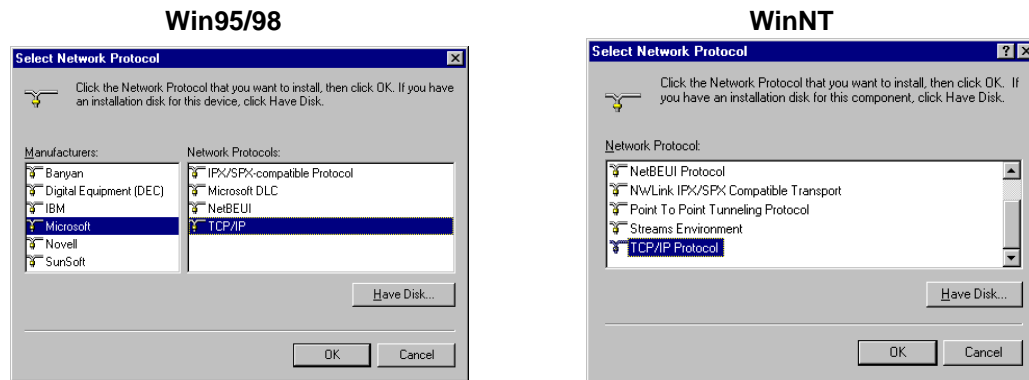 Win95/98
Select Network Protocol
Click the Network Protocol that you want to install, then click OK. If you have
an installation disk for this device, click Have Disk.
Manufacturers:
Banyan
Digital Equipment (DEC)
IBM
Microsoft
Novell
SunSoft
Network Protocols:
IPX/SPX-compatible Protocol
Microsoft DLC
NetBEUI
TCP/IP
Have Disk...
OK
Cancel
WinNT
Select Network Protocol
Click the Network Protocol that you want to install, then click OK. If
you have an installation disk for this component, click Have Disk.
Network Protocol:
NetBEUI Protocol
NWLink IPX/SPX Compatible Transport
Point To Point Tunneling Protocol
Streams Environment
TCP/IP Protocol
Have Disk...
OK
Cancel